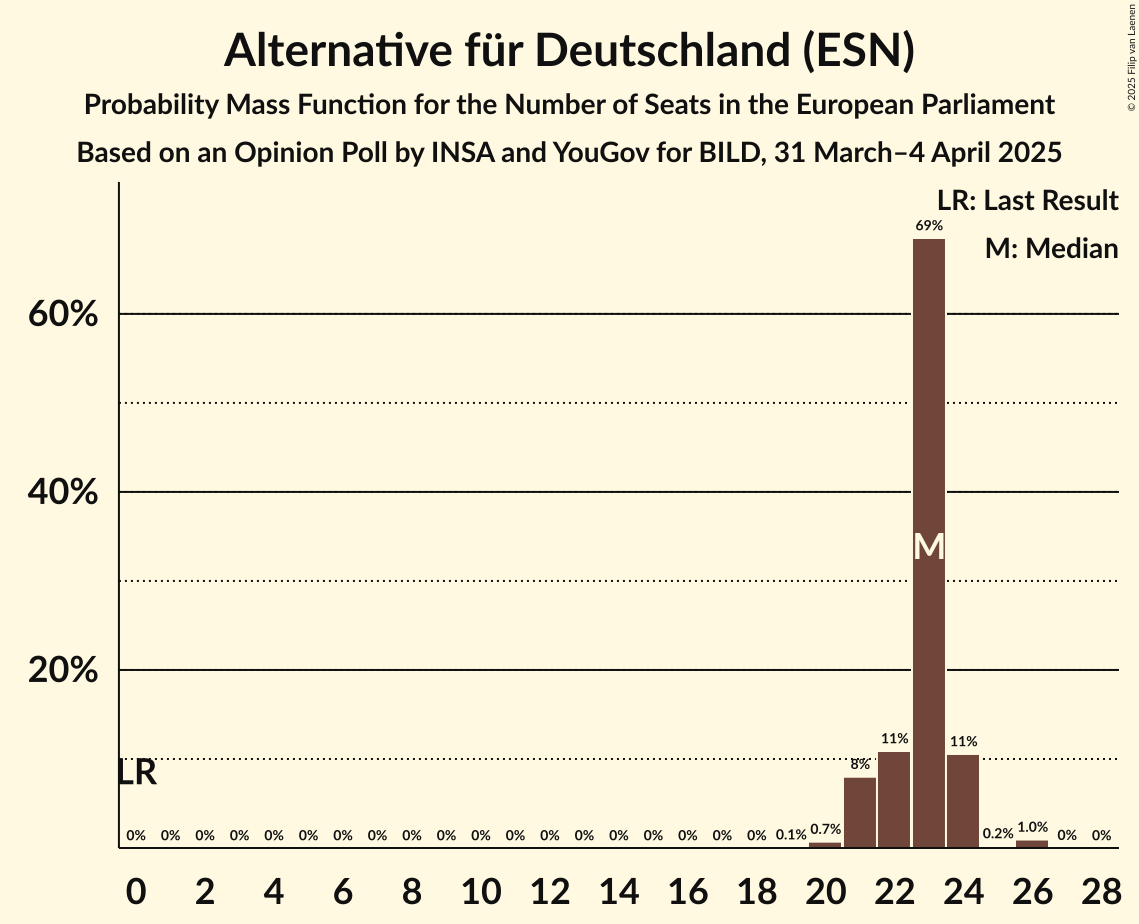 Alternative für Deutschland (ESN)
Probability Mass Function for the Number of Seats in the European Parliament
Based on an Opinion Poll by INSA and YouGov for BILD, 31 March–4 April 2025
© 2025 Filip van Laenen
LR: Last Result
M: Median
69%
60%
40%
M
20%
11% 11%
8%
LR
0% 0% 0% 0% 0% 0% 0% 0% 0% 0% 0% 0% 0% 0% 0% 0% 0% 0% 0% 0.1% 0.7% 0.2% 1.0% 0% 0%
0 2 4 6 8 10 12 14 16 18 20 22 24 26 28